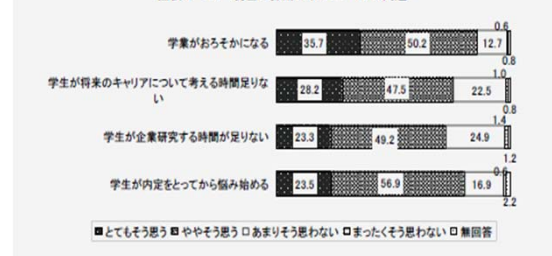 学業がおろそかになる
35.7 50.2 12.7 0.6 0.8
学生が将来のキャリアについて考える時間足りな
い
28.2 47.5 22.5 1.0 0.8
学生が企業研究する時間が足りない
23.3 49.2 24.9 1.4 1.2
学生が内定をとってから悩み始める
23.5 56.9 16.9 0.6 2.2
とてもそう思う ややそう思う あまりそう思わない まったくそう思わない 無回答